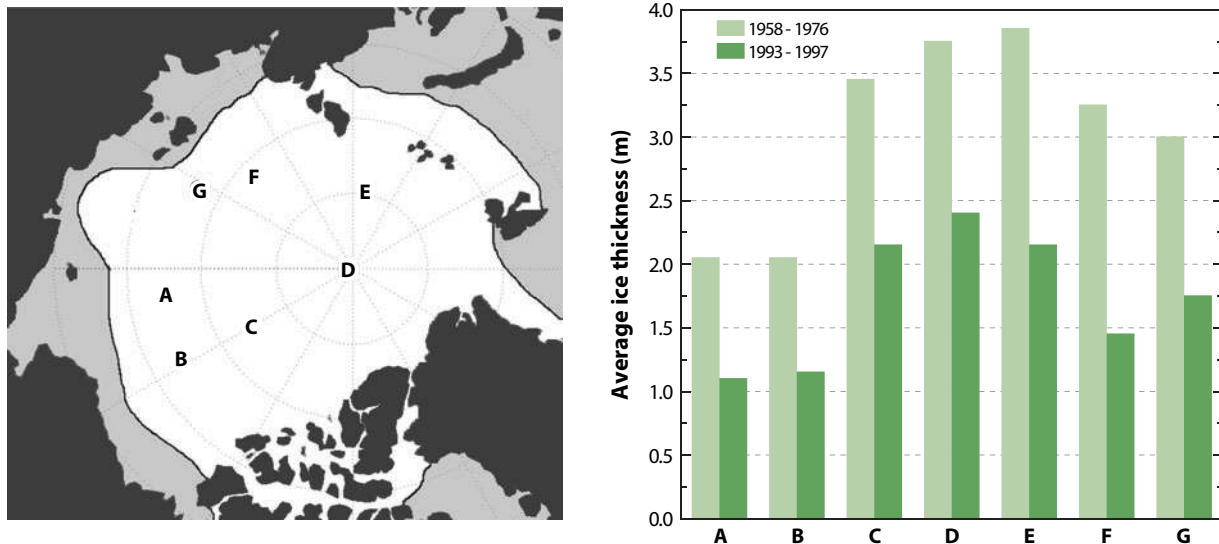 F
G
E
D
A
C
B
Average ice thickness (m)
4.0
3.5
3.0
2.5
2.0
1.5
1.0
0.5
0.0
1958 - 1976
1993 - 1997
A B C D E F G